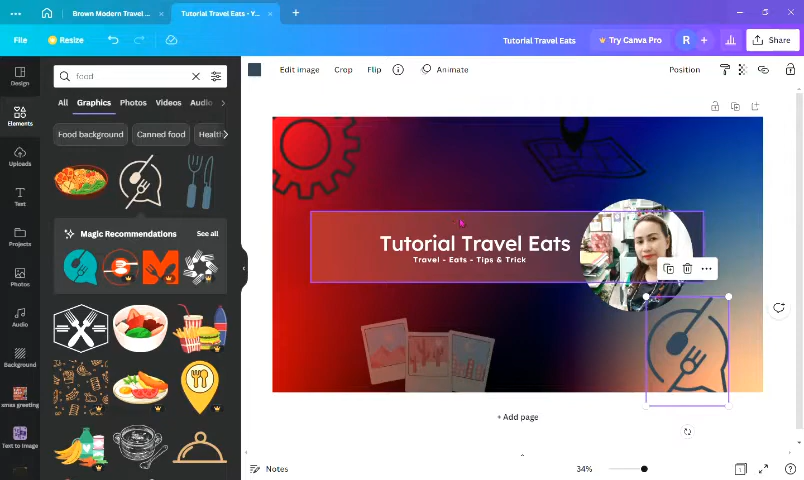 Brown Modern Travel ...
Tutorial Travel Eats - Y...
File
Resize
Tutorial Travel Eats
Try Canva Pro
R
Share
Design
Elements
Uploads
Text
Projects
Photos
Audio
Background
xmas greeting
Text to Image
food
All
Graphics
Photos
Videos
Audio
Food background
Canned food
Health
Magic Recommendations
See all
Edit image
Crop
Flip
Animate
Position
Tutorial Travel Eats
Travel - Eats - Tips & Trick
+ Add page
Notes
34%
1